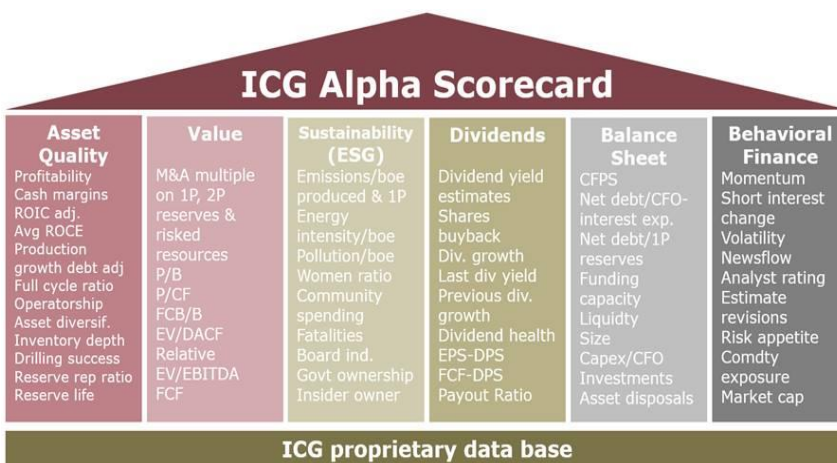 ICG Alpha Scorecard
Asset
Quality
Profitability
Cash margins
ROIC adj.
Avg ROCE
Production
growth debt adj
Full cycle ratio
Operatorship
Asset diversif.
Inventory depth
Drilling success
Reserve rep ratio
Reserve life
Value
M&A multiple
on 1P, 2P
reserves &
risked
resources
P/B
P/CF
FCB/B
EV/DACF
Relative
EV/EBITDA
FCF
Sustainability
(ESG)
Emissions/boe
produced & 1P
Energy
intensity/boe
Pollution/boe
Women ratio
Community
spending
Fatalities
Board ind.
Govt ownership
Insider owner
Dividends
Dividend yield
estimates
Shares
buyback
Div. growth
Last div yield
Previous div.
growth
Dividend health
EPS-DPS
FCF-DPS
Payout Ratio
Balance
Sheet
CFPS
Net debt/CFO-
interest exp.
Net debt/1P
reserves
Funding
capacity
Liquidty
Size
Capex/CFO
Investments
Asset disposals
Behavioral
Finance
Momentum
Short interest
change
Volatility
Newsflow
Analyst rating
Estimate
revisions
Risk appetite
Comdty
exposure
Market cap
ICG proprietary data base